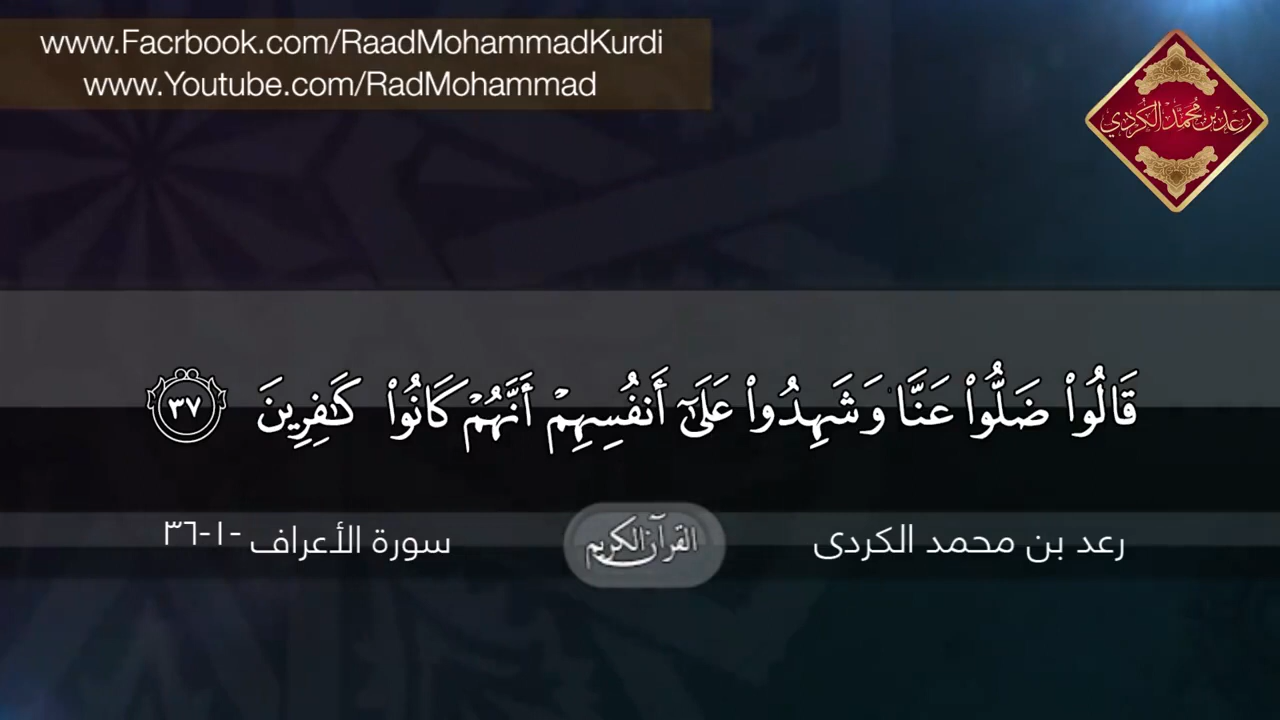 www.Facrbook.com/RaadMohammadKurdi
www.Youtube.com/RadMohammad
رعد بن محمد الكردي
قَالُوا۟ ضَلُّوا۟ عَنَّا وَشَهِدُوا۟ عَلَىٰٓ أَنفُسِهِمۡ أَنَّهُمۡ كَانُوا۟ كَـٰفِرِينَ ٣٧
رعد بن محمد الكردى
القرآن الكريم
سورة الأعراف -١-٣٦